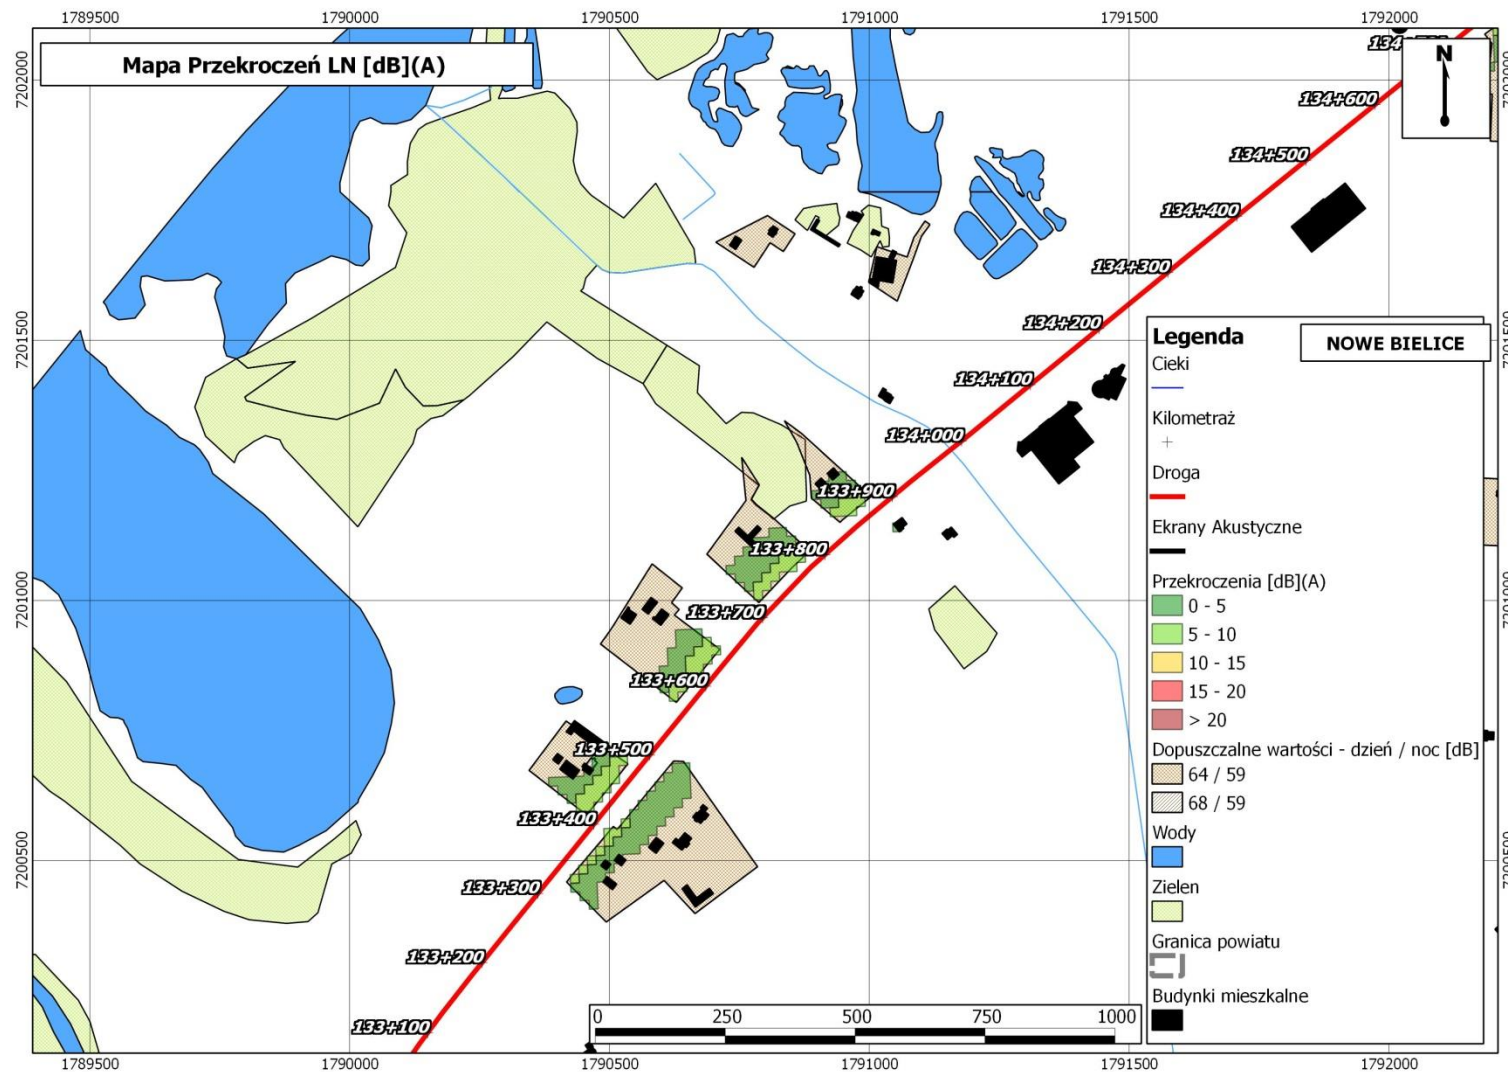 1789500 1790000 1790500 1791000 1791500 1792000
Mapa Przekroczeń LN [dB](A)
N
7202000
7202000
134+600
134+500
134+400
134+300
134+200
7201500
7201500
134+100
134+000
133+900
133+800
7201000
7201000
133+700
133+600
133+500
133+400
7200500
7200500
133+300
133+200
133+100
NOWE BIELICE
Legenda
Cieki
Kilometraż
Droga
Ekrany Akustyczne
Przekroczenia [dB](A)
0 - 5
5 - 10
10 - 15
15 - 20
> 20
Dopuszczalne wartości - dzień / noc [dB]
64 / 59
68 / 59
Wody
Zielen
Granica powiatu
Budynki mieszkalne
0 250 500 750 1000
1789500 1790000 1790500 1791000 1791500 1792000